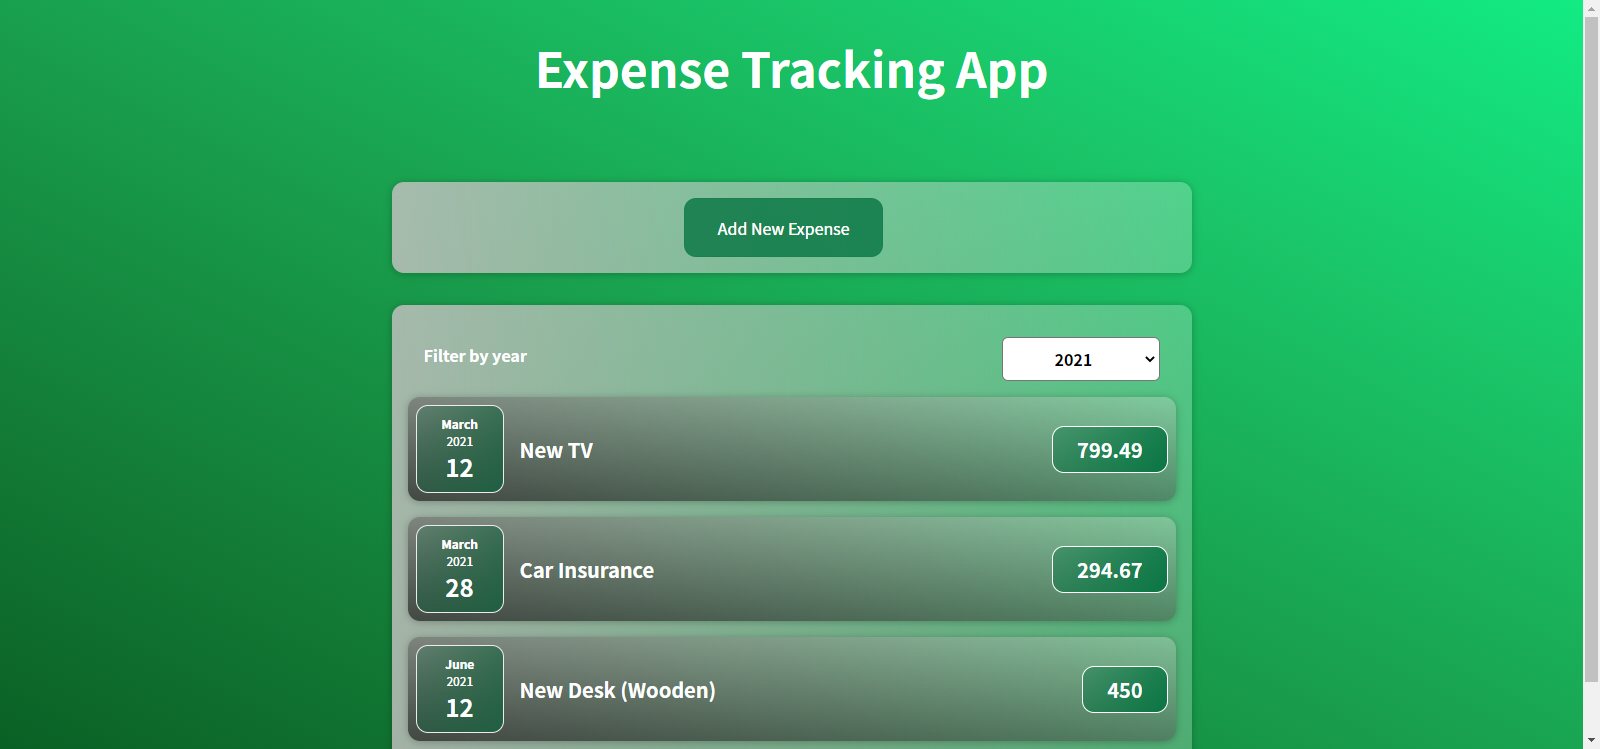 Expense Tracking App
Add New Expense
Filter by year
2021
March
2021
12
New TV
799.49
March
2021
28
Car Insurance
294.67
June
2021
12
New Desk (Wooden)
450